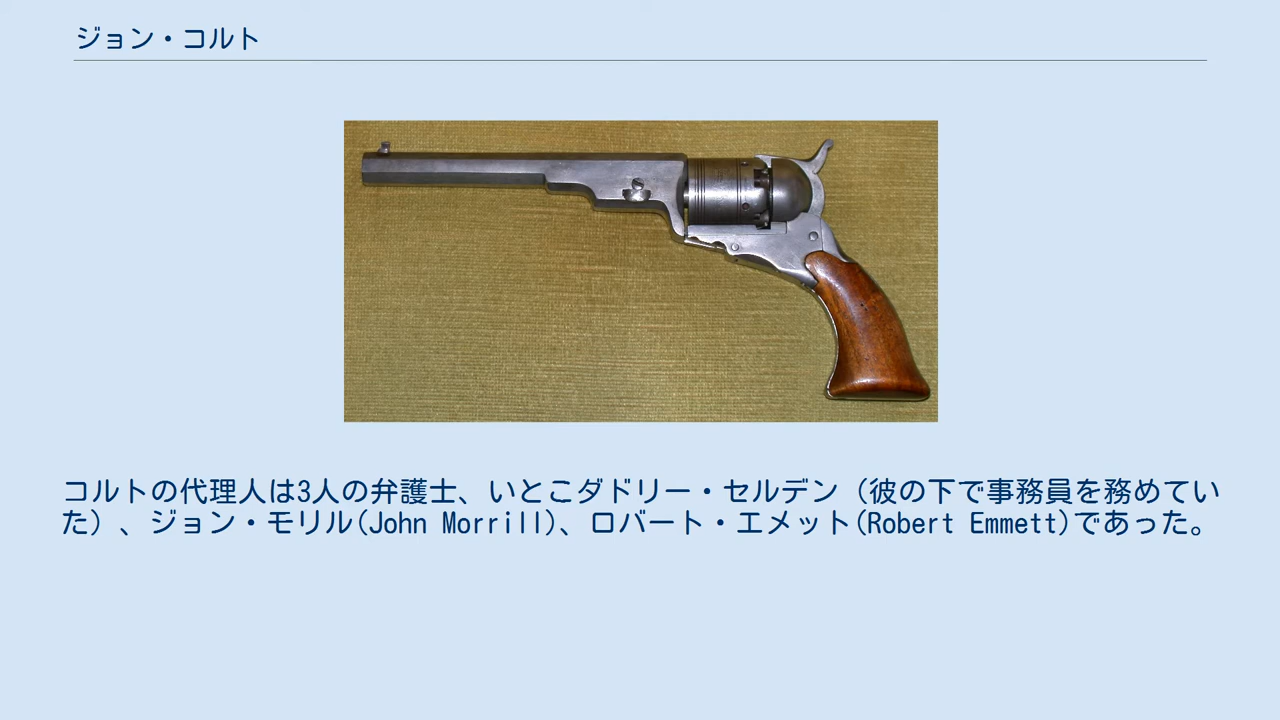 ジョン・コルト
コルトの代理人は3人の弁護士、いとこダドリー・セルデン（彼の下で事務員を務めてい
た）、ジョン・モリル(John Morrill)、ロバート・エメット(Robert Emmett)であった。